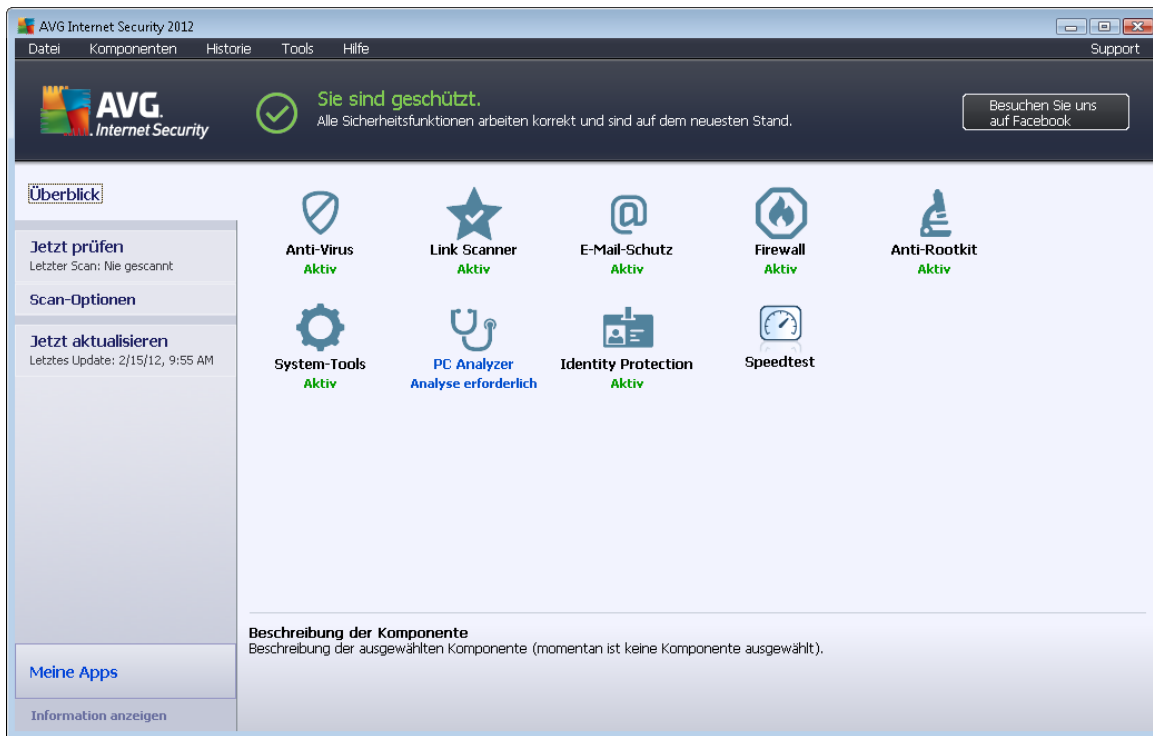 AVG Internet Security 2012
Datei Komponenten Historie Tools Hilfe Support
AVG.
Internet Security
Sie sind geschützt.
Alle Sicherheitsfunktionen arbeiten korrekt und sind auf dem neuesten Stand.
Besuchen Sie uns
auf Facebook
Überblick
Jetzt prüfen
Letzter Scan: Nie gescannt
Scan-Optionen
Jetzt aktualisieren
Letztes Update: 2/15/12, 9:55 AM
Anti-Virus
Aktiv
Link Scanner
Aktiv
E-Mail-Schutz
Aktiv
Firewall
Aktiv
Anti-Rootkit
Aktiv
System-Tools
Aktiv
PC Analyzer
Analyse erforderlich
Identity Protection
Aktiv
Speedtest
Beschreibung der Komponente
Beschreibung der ausgewählten Komponente (momentan ist keine Komponente ausgewählt).
Meine Apps
Information anzeigen